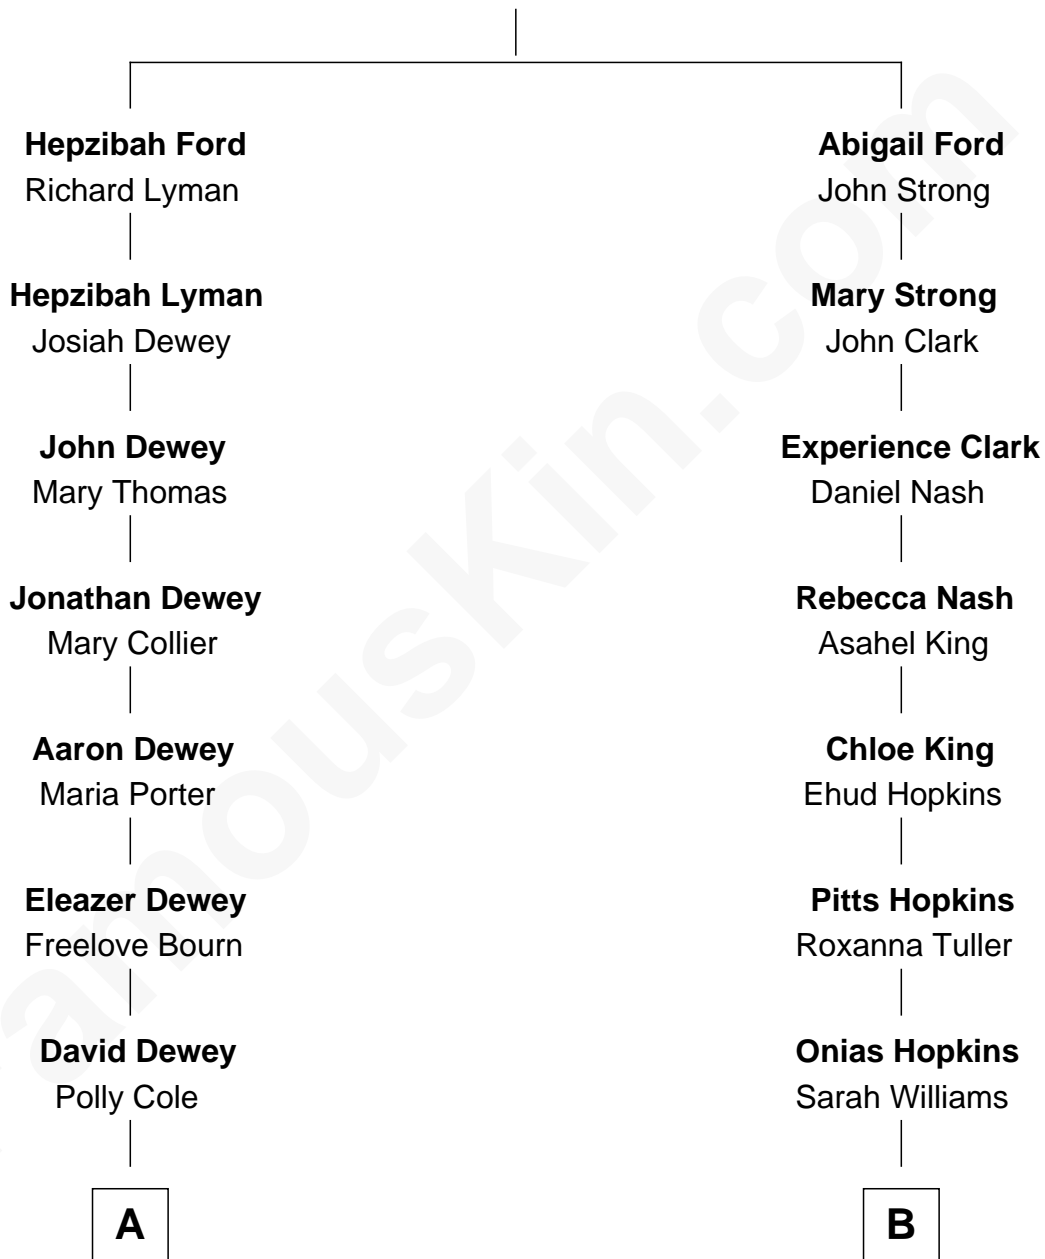 Hepzibah Ford
Richard Lyman
Abigail Ford
John Strong
Hepzibah Lyman
Josiah Dewey
Mary Strong
John Clark
John Dewey
Mary Thomas
Experience Clark
Daniel Nash
Jonathan Dewey
Mary Collier
Rebecca Nash
Asahel King
Aaron Dewey
Maria Porter
Chloe King
Ehud Hopkins
Eleazer Dewey
Freelove Bourn
Pitts Hopkins
Roxanna Tuller
David Dewey
Polly Cole
Onias Hopkins
Sarah Williams
A
B
amouskin.com